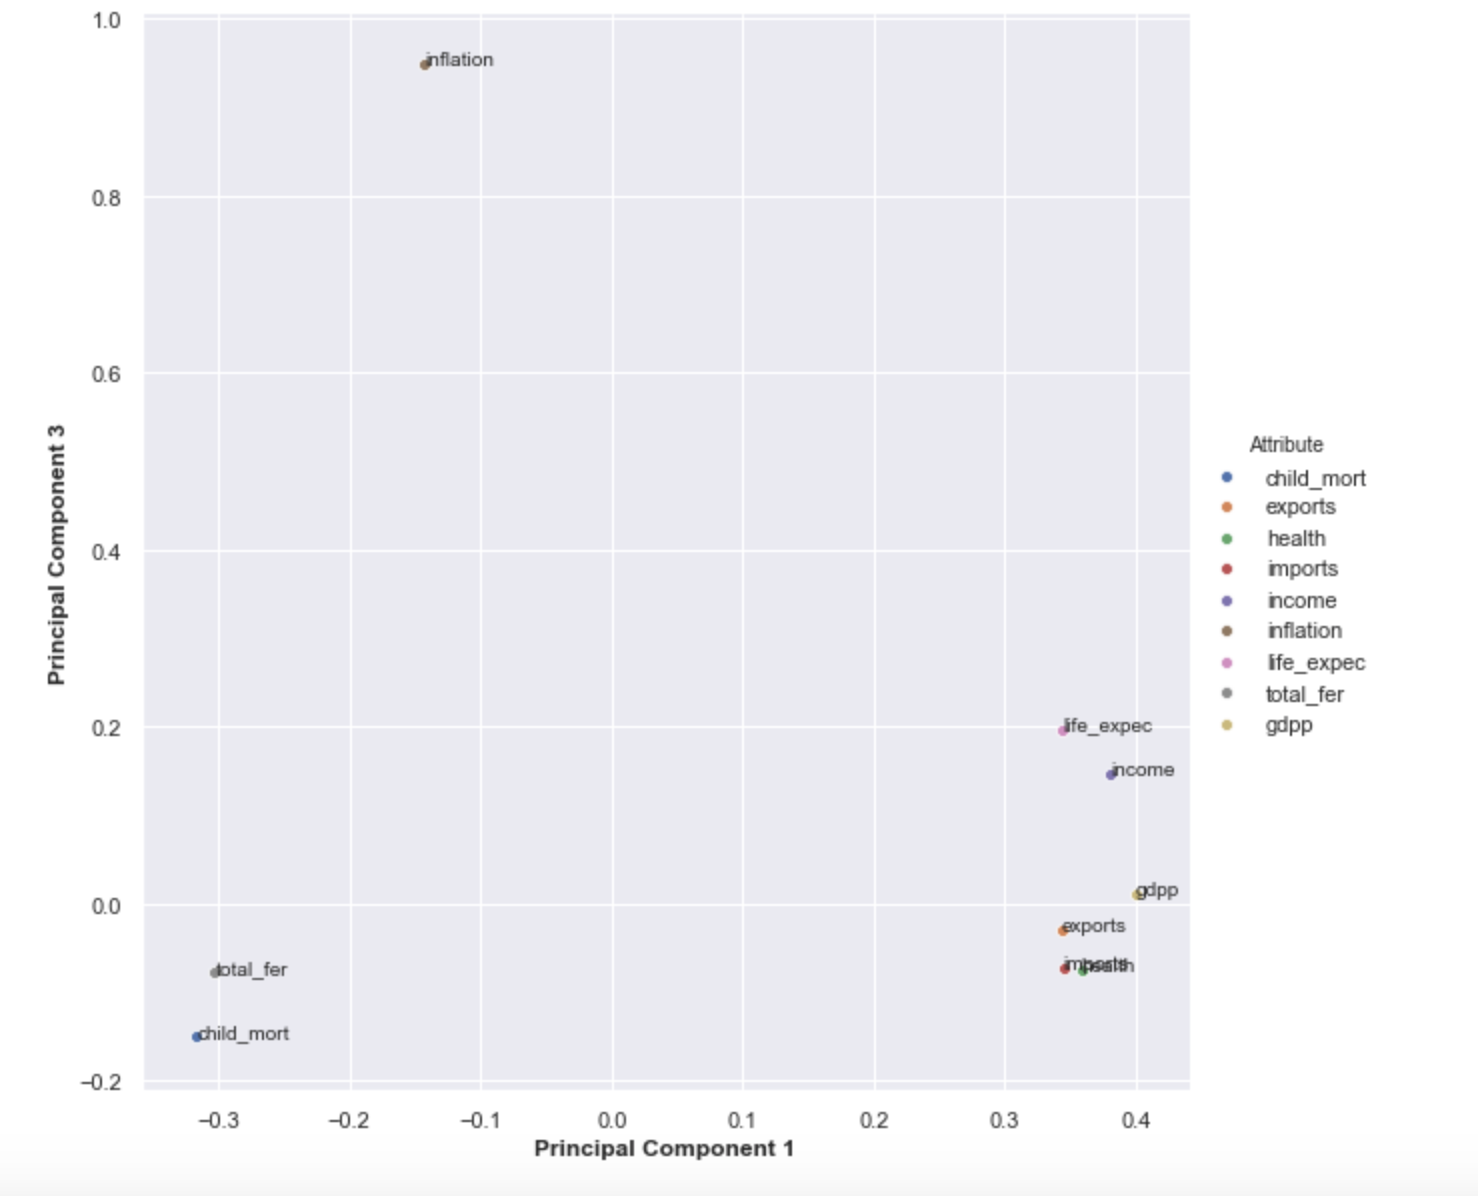 1.0
inflation
0.8
0.6
0.4
0.2
life_expec
income
0.0
gdpp
exports
imports
health
total_fer
child_mort
−0.2
−0.3
−0.2
−0.1
0.0
0.1
0.2
0.3
0.4
Principal Component 1
Principal Component 3
Attribute
child_mort
exports
health
imports
income
inflation
life_expec
total_fer
gdpp